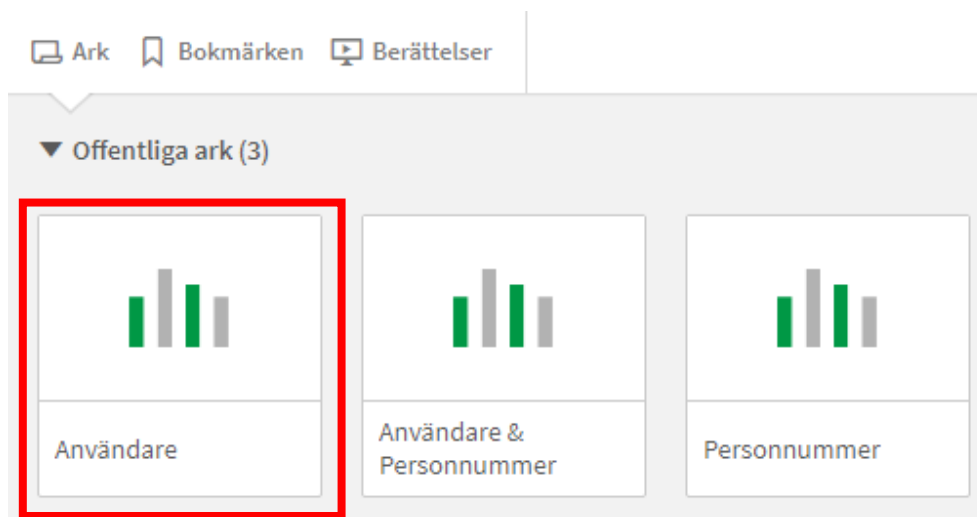 Ark Bokmärken Berättelser
Offentliga ark (3)
Användare
Användare &
Personnummer
Personnummer